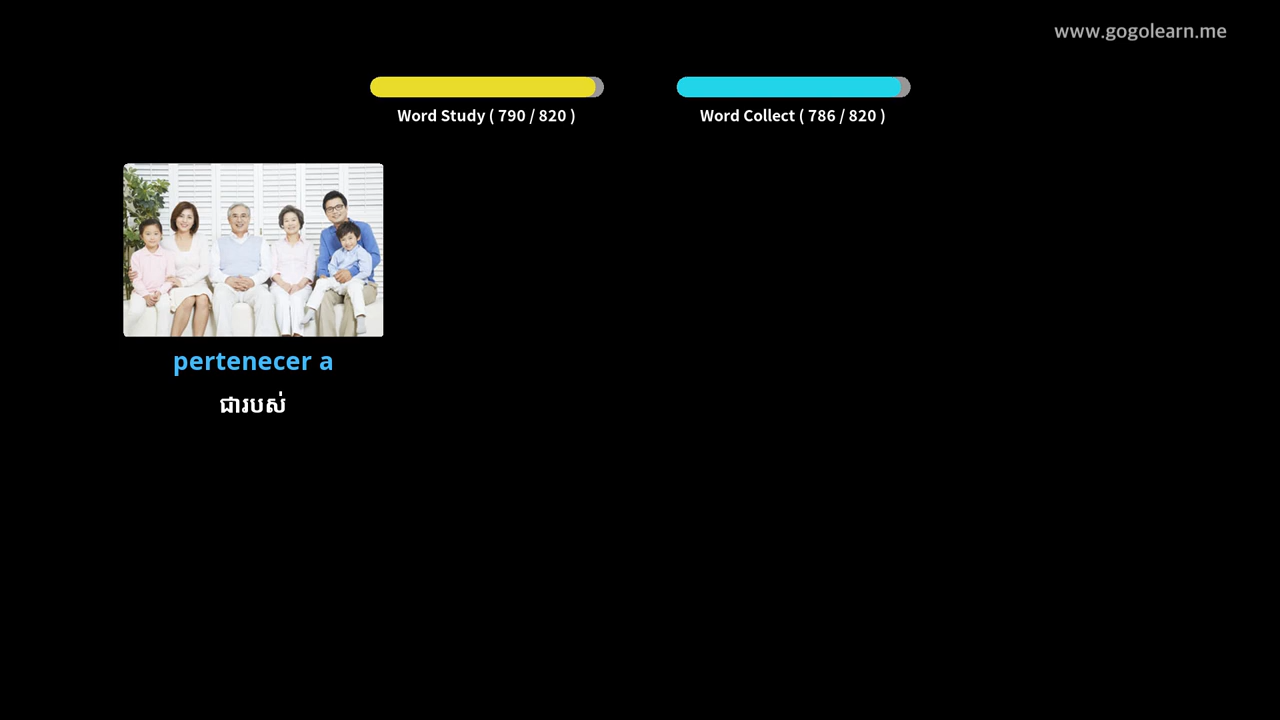 www.gogolearn.me
Word Study ( 790 / 820 )
Word Collect ( 786 / 820 )
pertenecer a
ជារបស់